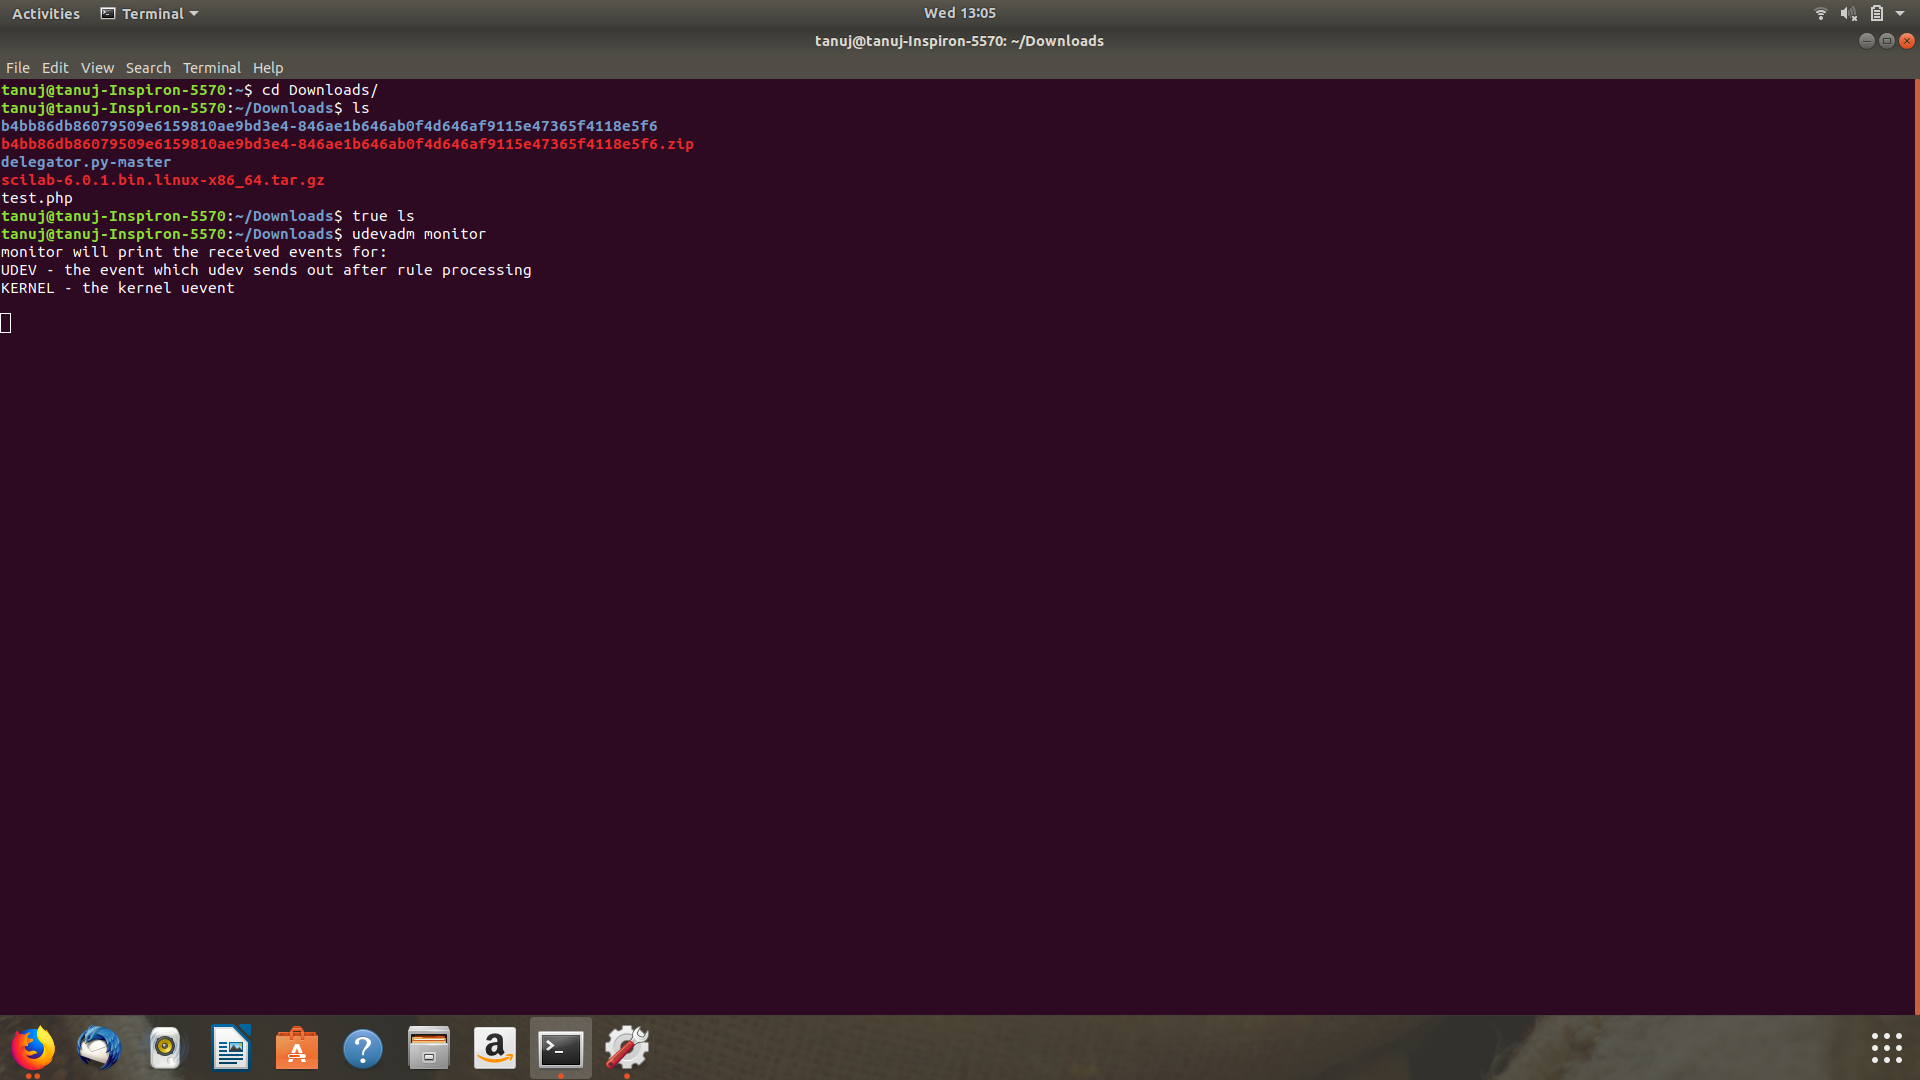 Activities Terminal Wed 13:05
tanuj@tanuj-Inspiron-5570: ~/Downloads
File Edit View Search Terminal Help
tanuj@tanuj-Inspiron-5570:~$ cd Downloads/
tanuj@tanuj-Inspiron-5570:~/Downloads$ ls
b4bb86db86079509e6159810ae9bd3e4-846ae1b646ab0f4d646af9115e47365f4118e5f6
b4bb86db86079509e6159810ae9bd3e4-846ae1b646ab0f4d646af9115e47365f4118e5f6.zip
delegator.py-master
scilab-6.0.1.bin.linux-x86_64.tar.gz
test.php
tanuj@tanuj-Inspiron-5570:~/Downloads$ true ls
tanuj@tanuj-Inspiron-5570:~/Downloads$ udevadm monitor
monitor will print the received events for:
UDEV - the event which udev sends out after rule processing
KERNEL - the kernel uevent